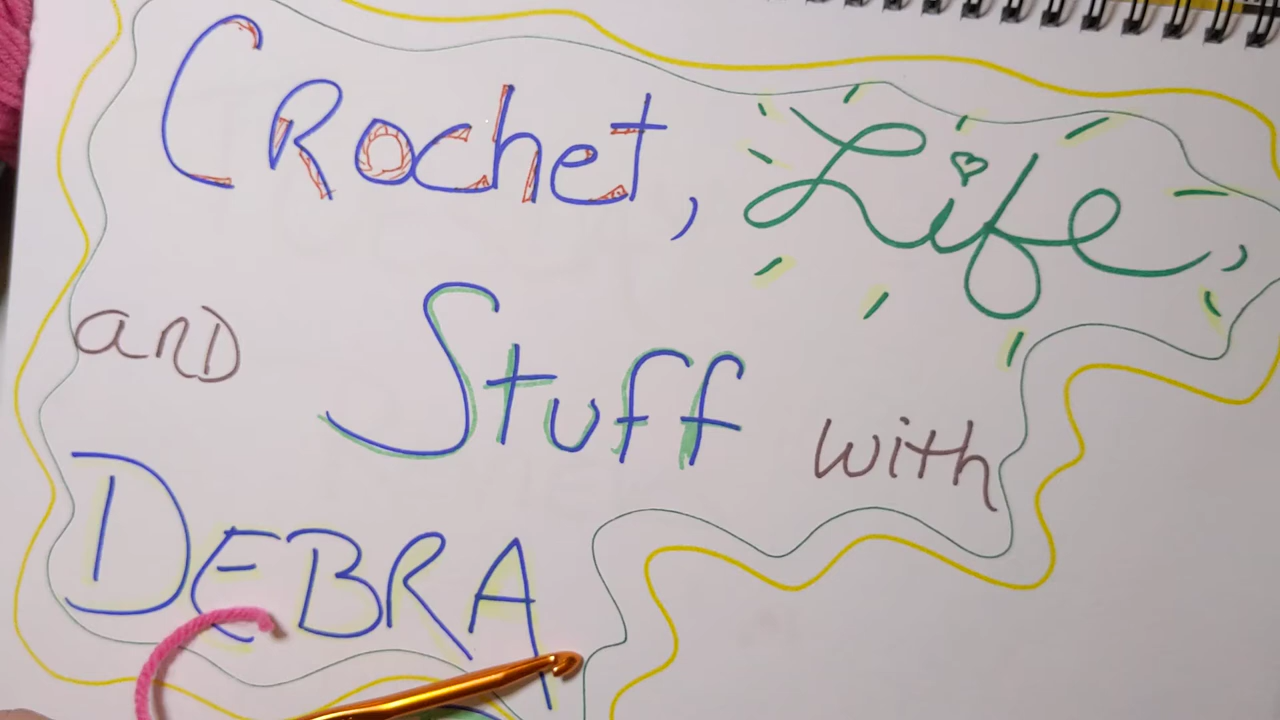 Crochet, Life,
and Stuff with
DEBRA